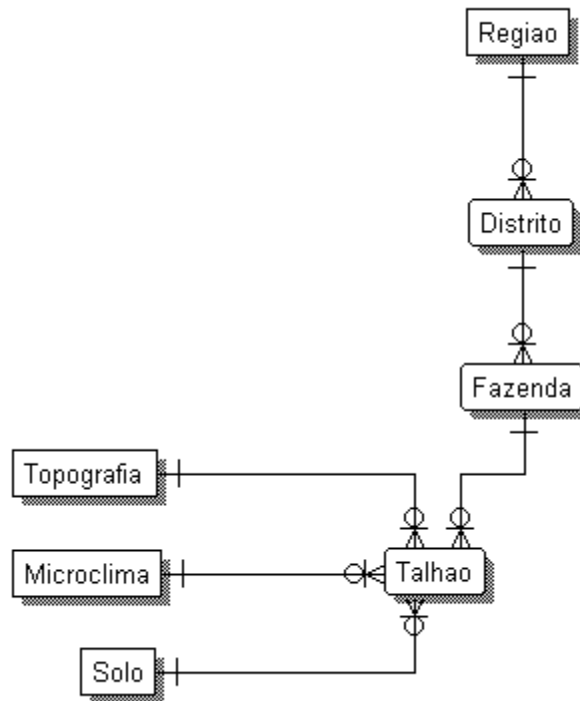 Regiao
Distrito
Fazenda
Topografia
Microclima
Talhao
Solo